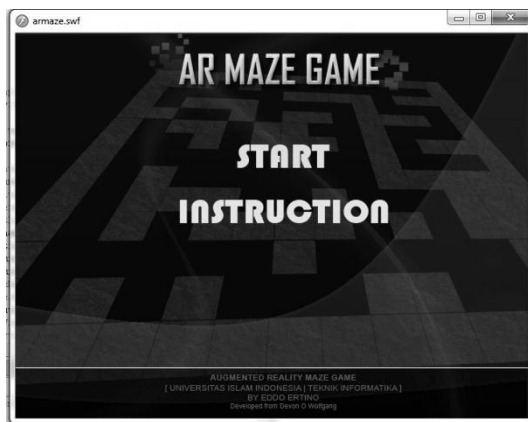 armaze.swf
AR MAZE GAME
START
INSTRUCTION
AUGMENTED REALITY MAZE GAME
[ UNIVERSITAS ISLAM INDONESIA | TEKNIK INFORMATIKA ]
BY EDDO ERTINO
Developed from Devon O Wolfgang